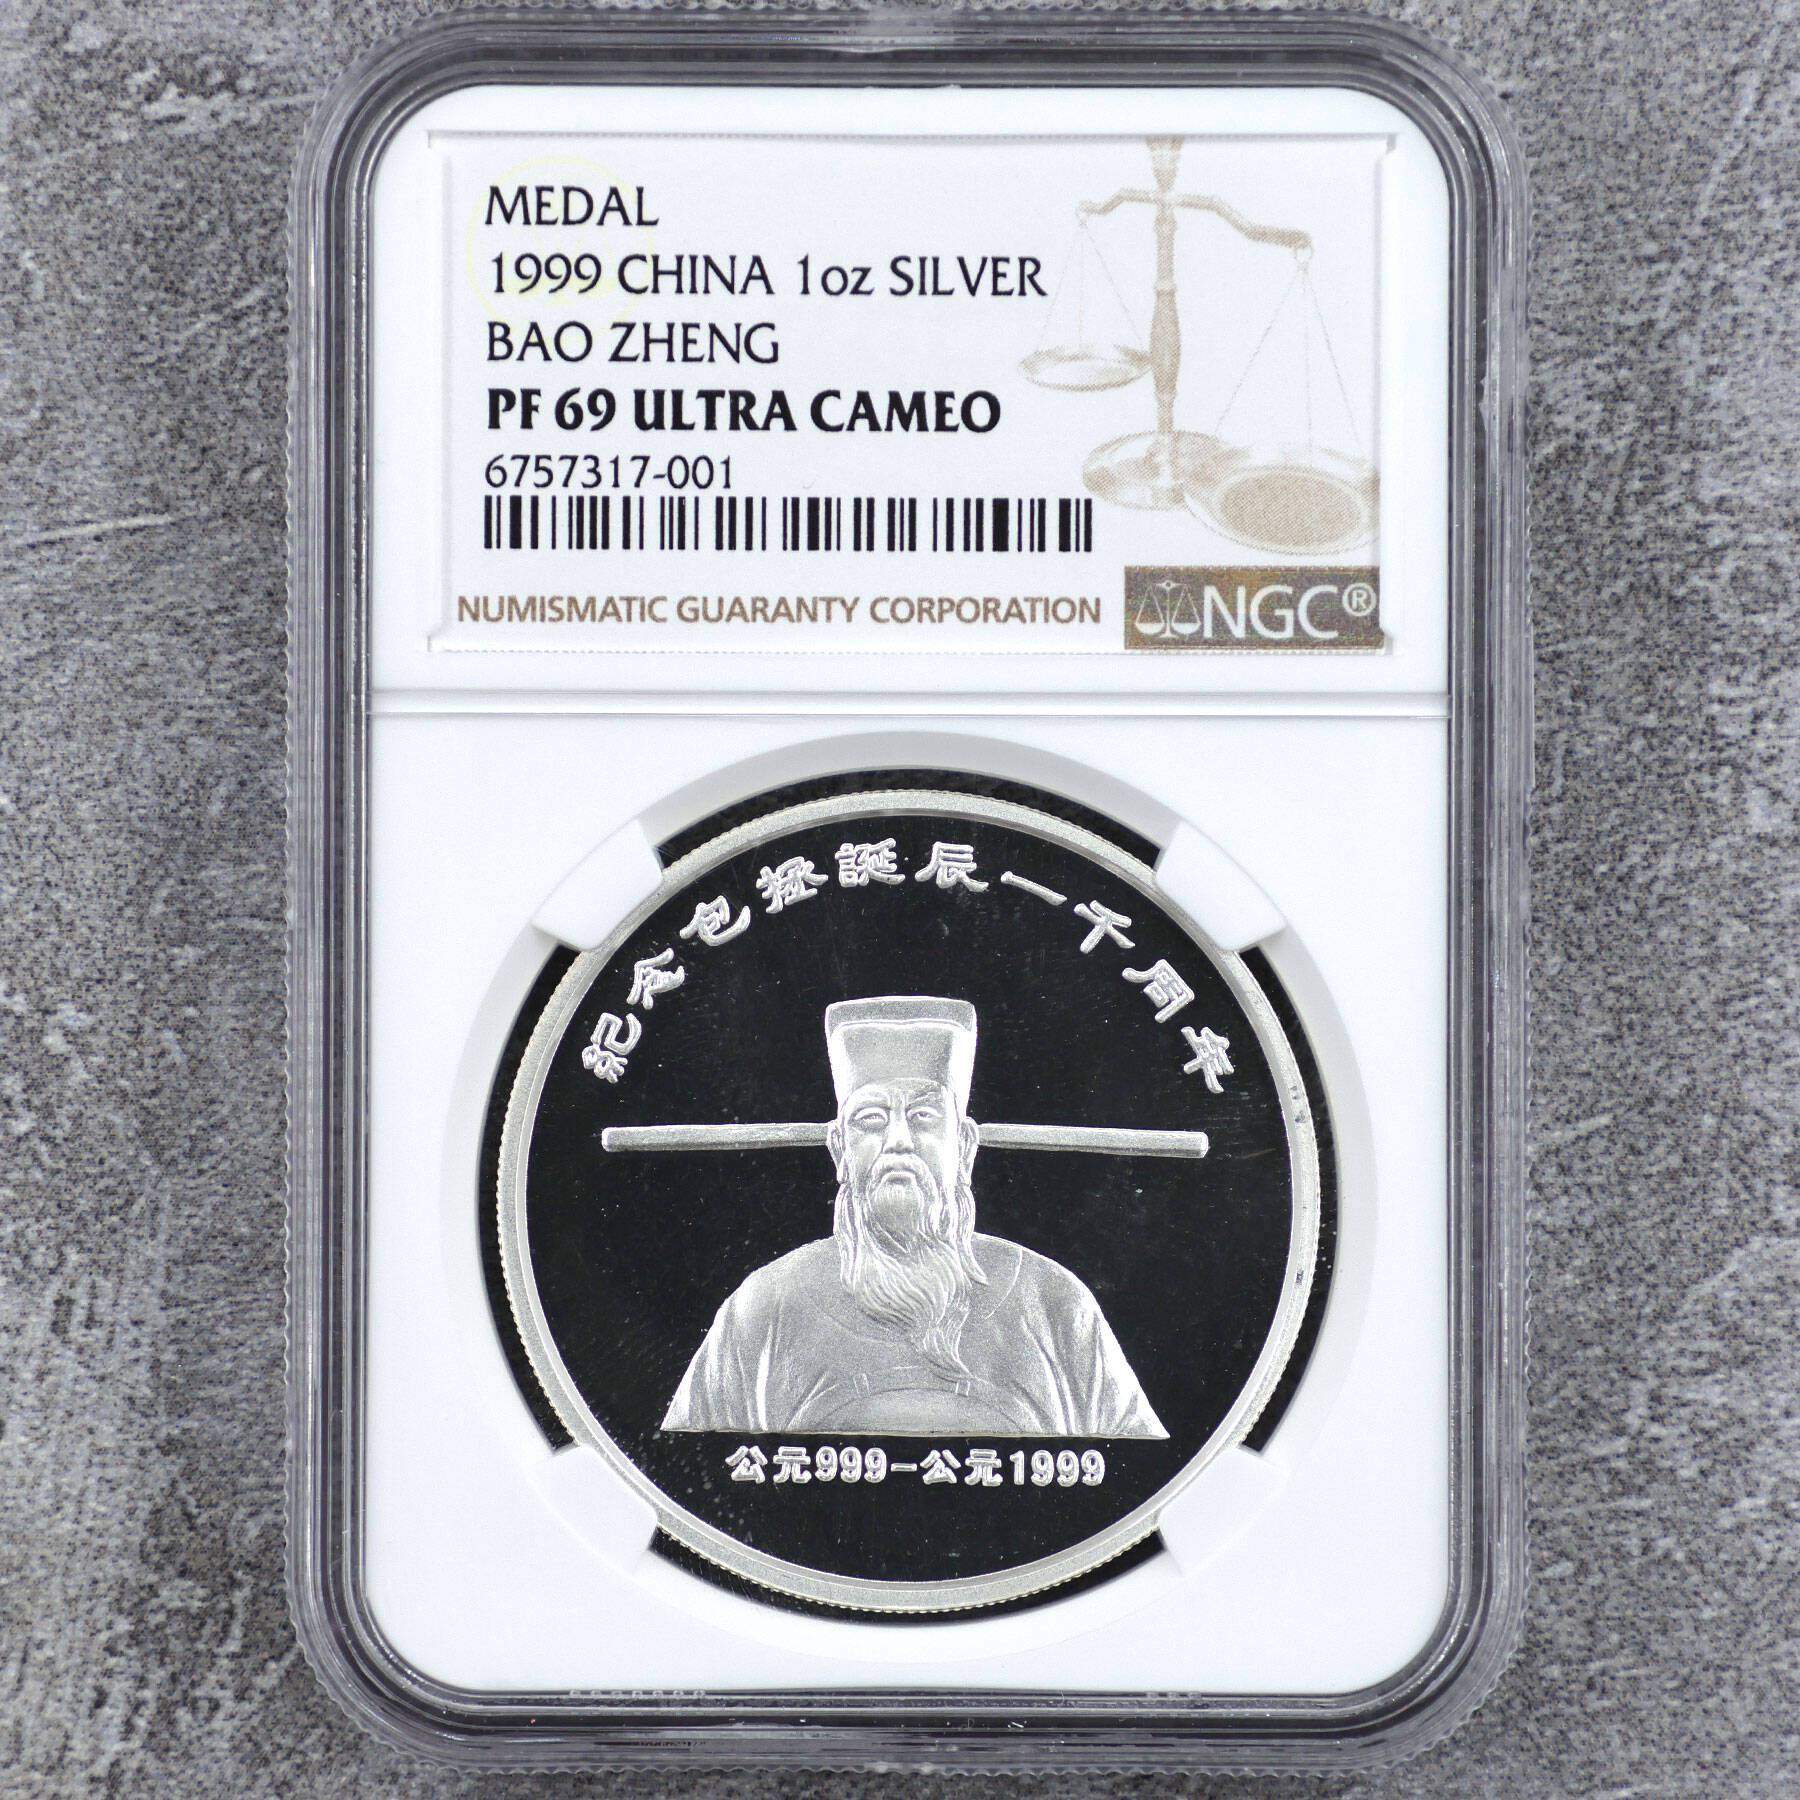 MEDAL
1999 CHINA 1oz SILVER
BAO ZHENG
PF 69 ULTRA CAMEO
6757317-001
NUMISMATIC GUARANTY CORPORATION
NGC®
紀念包拯誕辰一千周年
公元999-公元1999